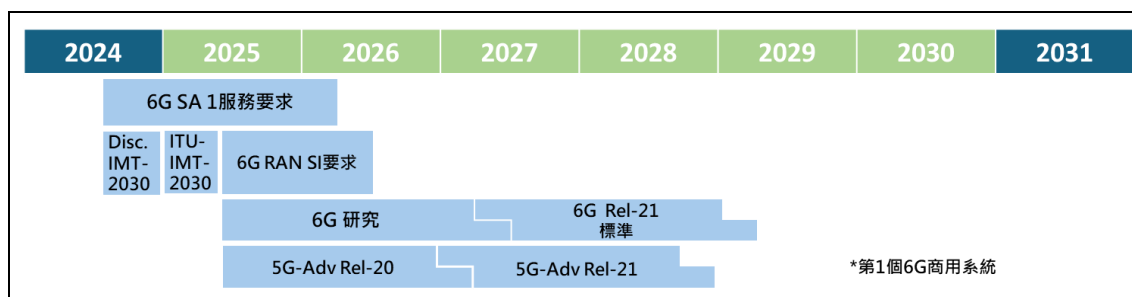 2024 2025 2026 2027 2028 2029 2030 2031
6G SA 1服務要求
Disc.
IMT-
2030
ITU-
IMT-
2030
6G RAN SI要求
6G 研究
6G Rel-21
標準
5G-Adv Rel-20
5G-Adv Rel-21
*第1個6G商用系統